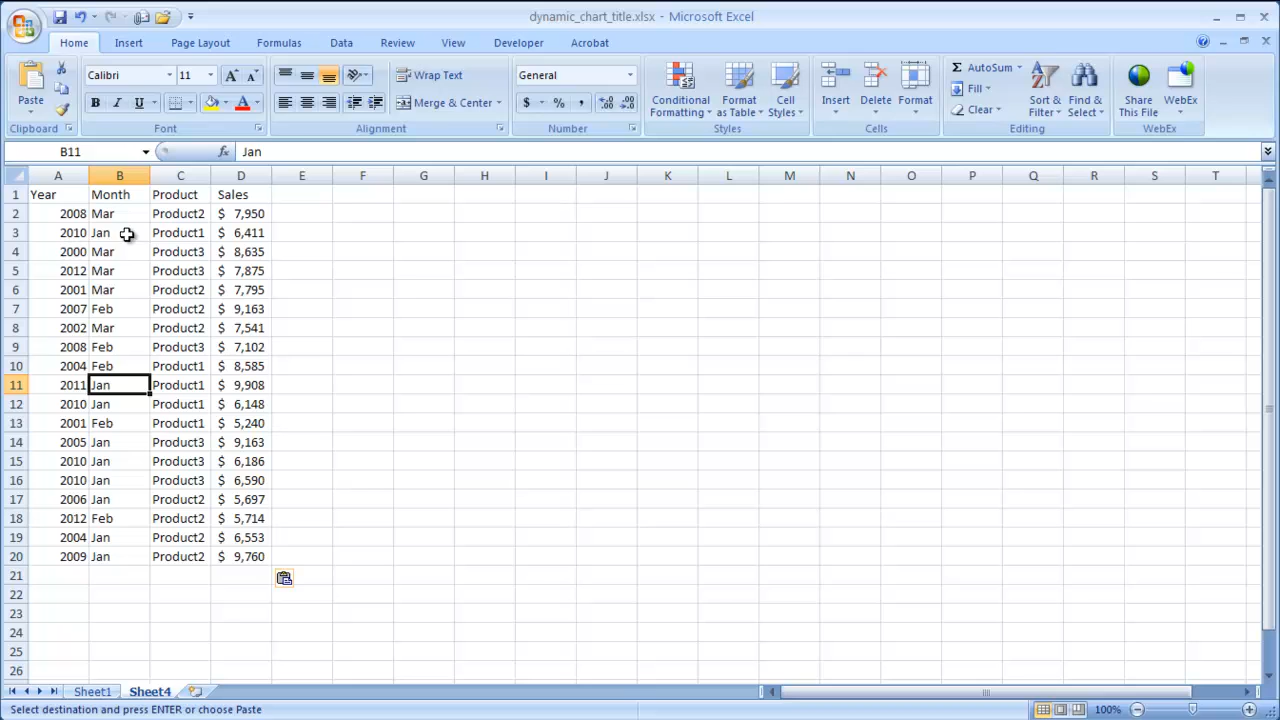 dynamic_chart_title.xlsx - Microsoft Excel
Home Insert Page Layout Formulas Data Review View Developer Acrobat
Paste Calibri 11 Wrap Text General Conditional Formatting Format as Table Cell Styles Insert Delete Format AutoSum Fill Clear Sort & Filter Find & Select Share This File WebEx
B I U Merge & Center $ % ,
Clipboard Font Alignment Number Styles Cells Editing WebEx
B11 fx Jan
A B C D E F G H I J K L M N O P Q R S T
1 Year Month Product Sales
2 2008 Mar Product2 $ 7,950
3 2010 Jan Product1 $ 6,411
4 2000 Mar Product3 $ 8,635
5 2012 Mar Product3 $ 7,875
6 2001 Mar Product2 $ 7,795
7 2007 Feb Product2 $ 9,163
8 2002 Mar Product2 $ 7,541
9 2008 Feb Product3 $ 7,102
10 2004 Feb Product1 $ 8,585
11 2011 Jan Product1 $ 9,908
12 2010 Jan Product1 $ 6,148
13 2001 Feb Product1 $ 5,240
14 2005 Jan Product3 $ 9,163
15 2010 Jan Product3 $ 6,186
16 2010 Jan Product3 $ 6,590
17 2006 Jan Product2 $ 5,697
18 2012 Feb Product2 $ 5,714
19 2004 Jan Product2 $ 6,553
20 2009 Jan Product2 $ 9,760
21
22
23
24
25
26
Sheet1 Sheet4
Select destination and press ENTER or choose Paste 100%